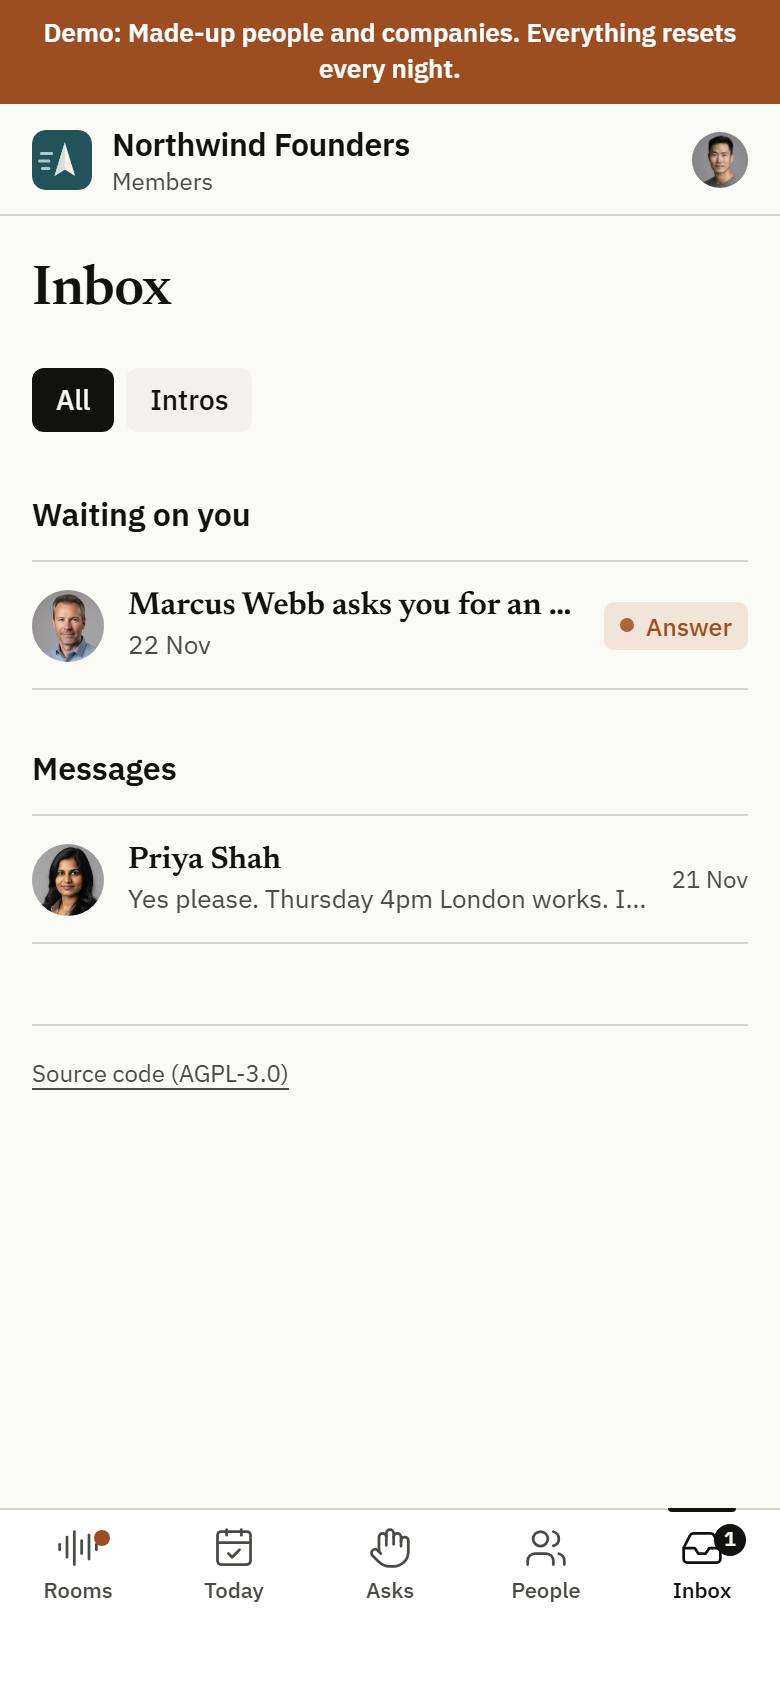 Demo: Made-up people and companies. Everything resets
every night.
Northwind Founders
Members
Inbox
All
Intros
Waiting on you
Marcus Webb asks you for an ...
22 Nov
Answer
Messages
Priya Shah
Yes please. Thursday 4pm London works. I...
21 Nov
Source code (AGPL-3.0)
1
Rooms
Today
Asks
People
Inbox